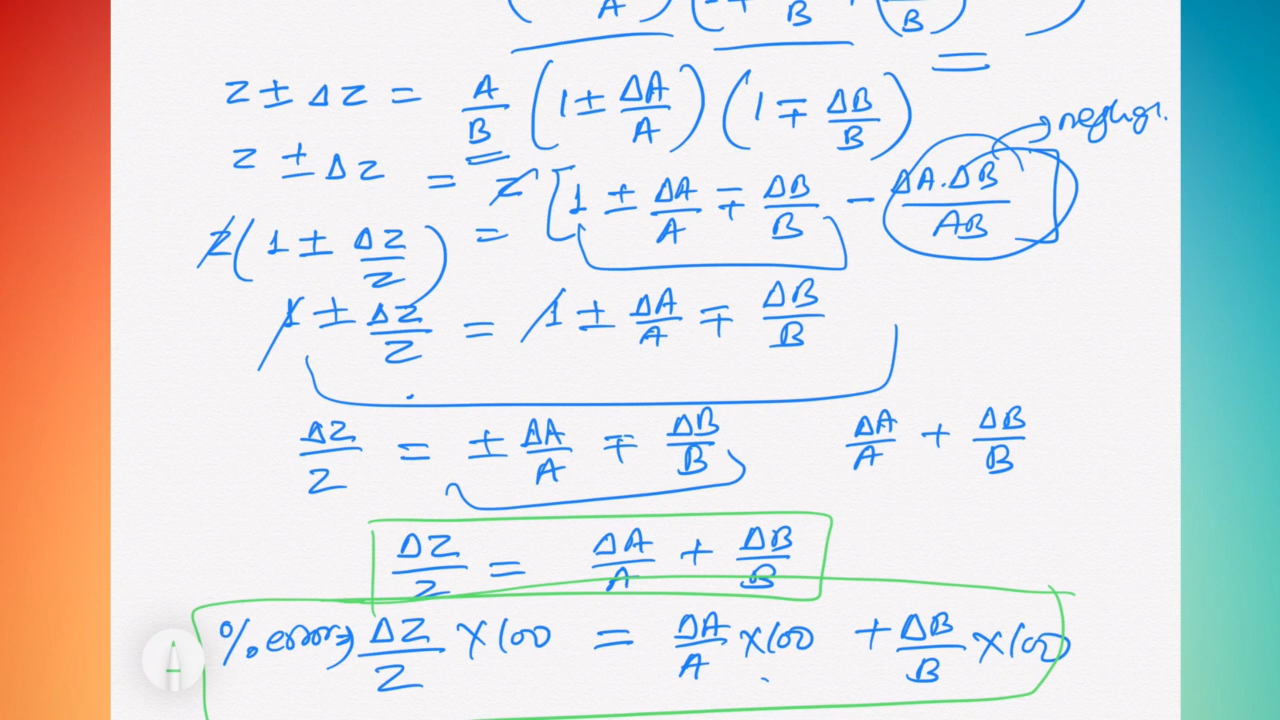 Z ± ΔZ = A/B (1 ± ΔA/A) (1 ∓ ΔB/B)
Z ± ΔZ = Z [1 ± ΔA/A ∓ ΔB/B − ΔA.ΔB/AB] → negligi.
Z(1 ± ΔZ/Z) =
1 ± ΔZ/Z = 1 ± ΔA/A ∓ ΔB/B
ΔZ/Z = ± ΔA/A ∓ ΔB/B ΔA/A + ΔB/B
ΔZ/Z = ΔA/A + ΔB/B
% error ΔZ/Z × 100 = ΔA/A × 100 + ΔB/B × 100